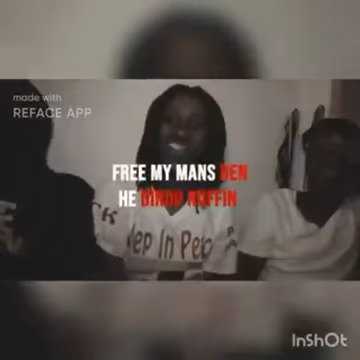 made with
REFACE APP
FREE MY MANS BEN
HE DINDU NUFFIN
InShOt